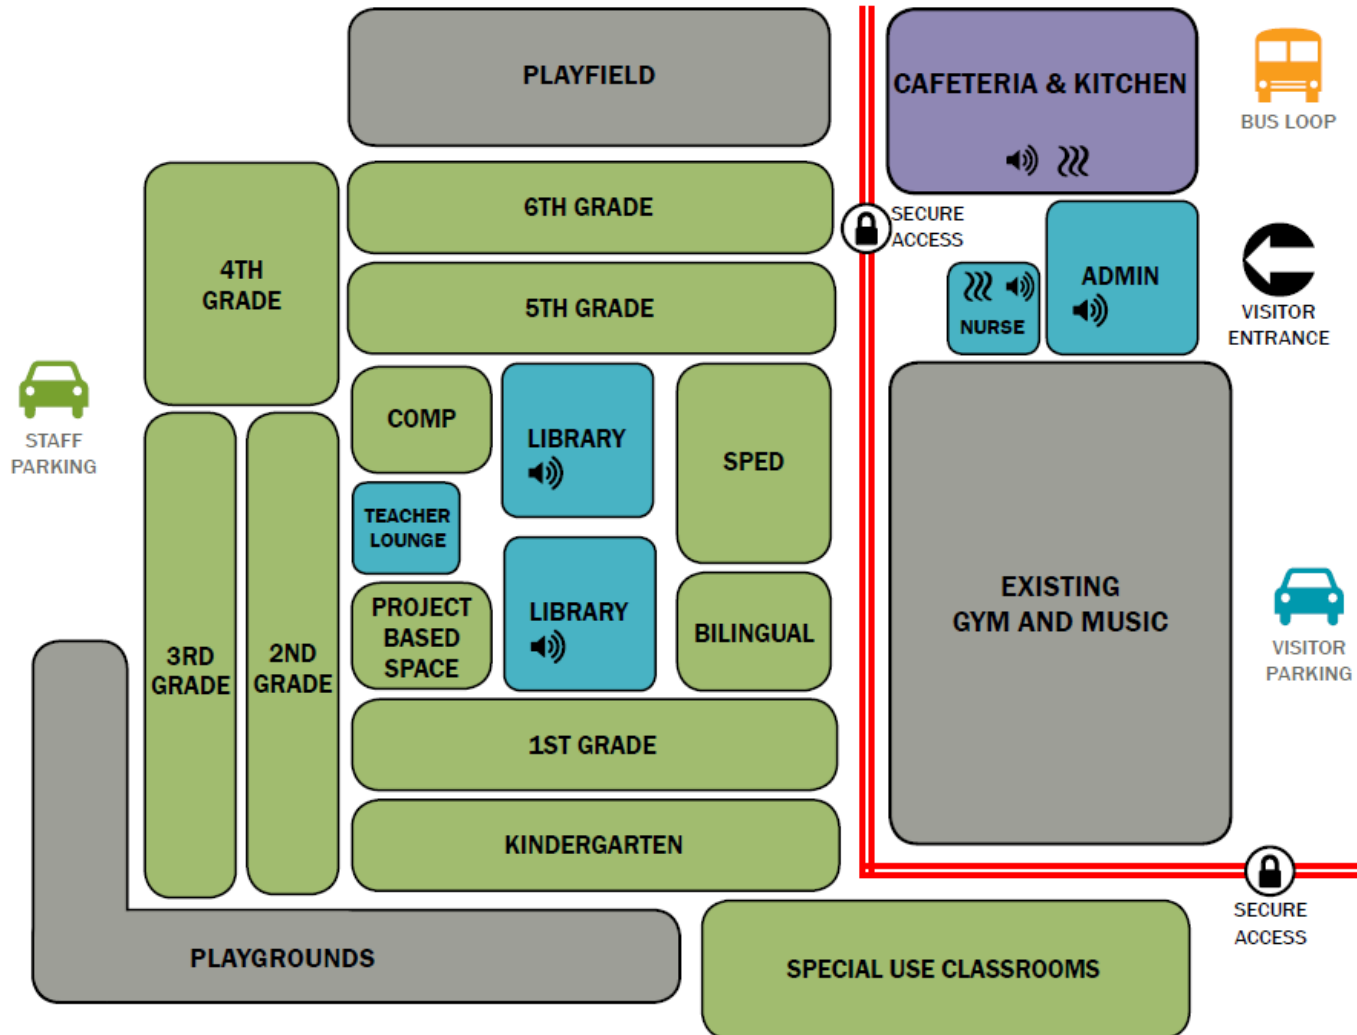 PLAYFIELD
CAFETERIA & KITCHEN
BUS LOOP
6TH GRADE
SECURE
ACCESS
4TH
GRADE
5TH GRADE
NURSE
ADMIN
VISITOR
ENTRANCE
STAFF
PARKING
COMP
LIBRARY
SPED
TEACHER
LOUNGE
PROJECT
BASED
SPACE
LIBRARY
BILINGUAL
EXISTING
GYM AND MUSIC
VISITOR
PARKING
3RD
GRADE
2ND
GRADE
1ST GRADE
KINDERGARTEN
SECURE
ACCESS
PLAYGROUNDS
SPECIAL USE CLASSROOMS